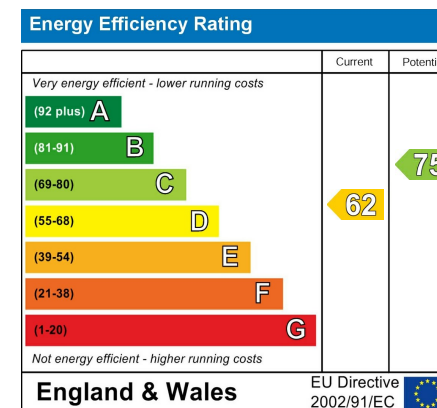 Energy Efficiency Rating
Current Potenti
Very energy efficient - lower running costs
(92 plus) A
(81-91) B
(69-80) C
(55-68) D
(39-54) E
(21-38) F
(1-20) G
62
75
Not energy efficient - higher running costs
England & Wales
EU Directive
2002/91/EC